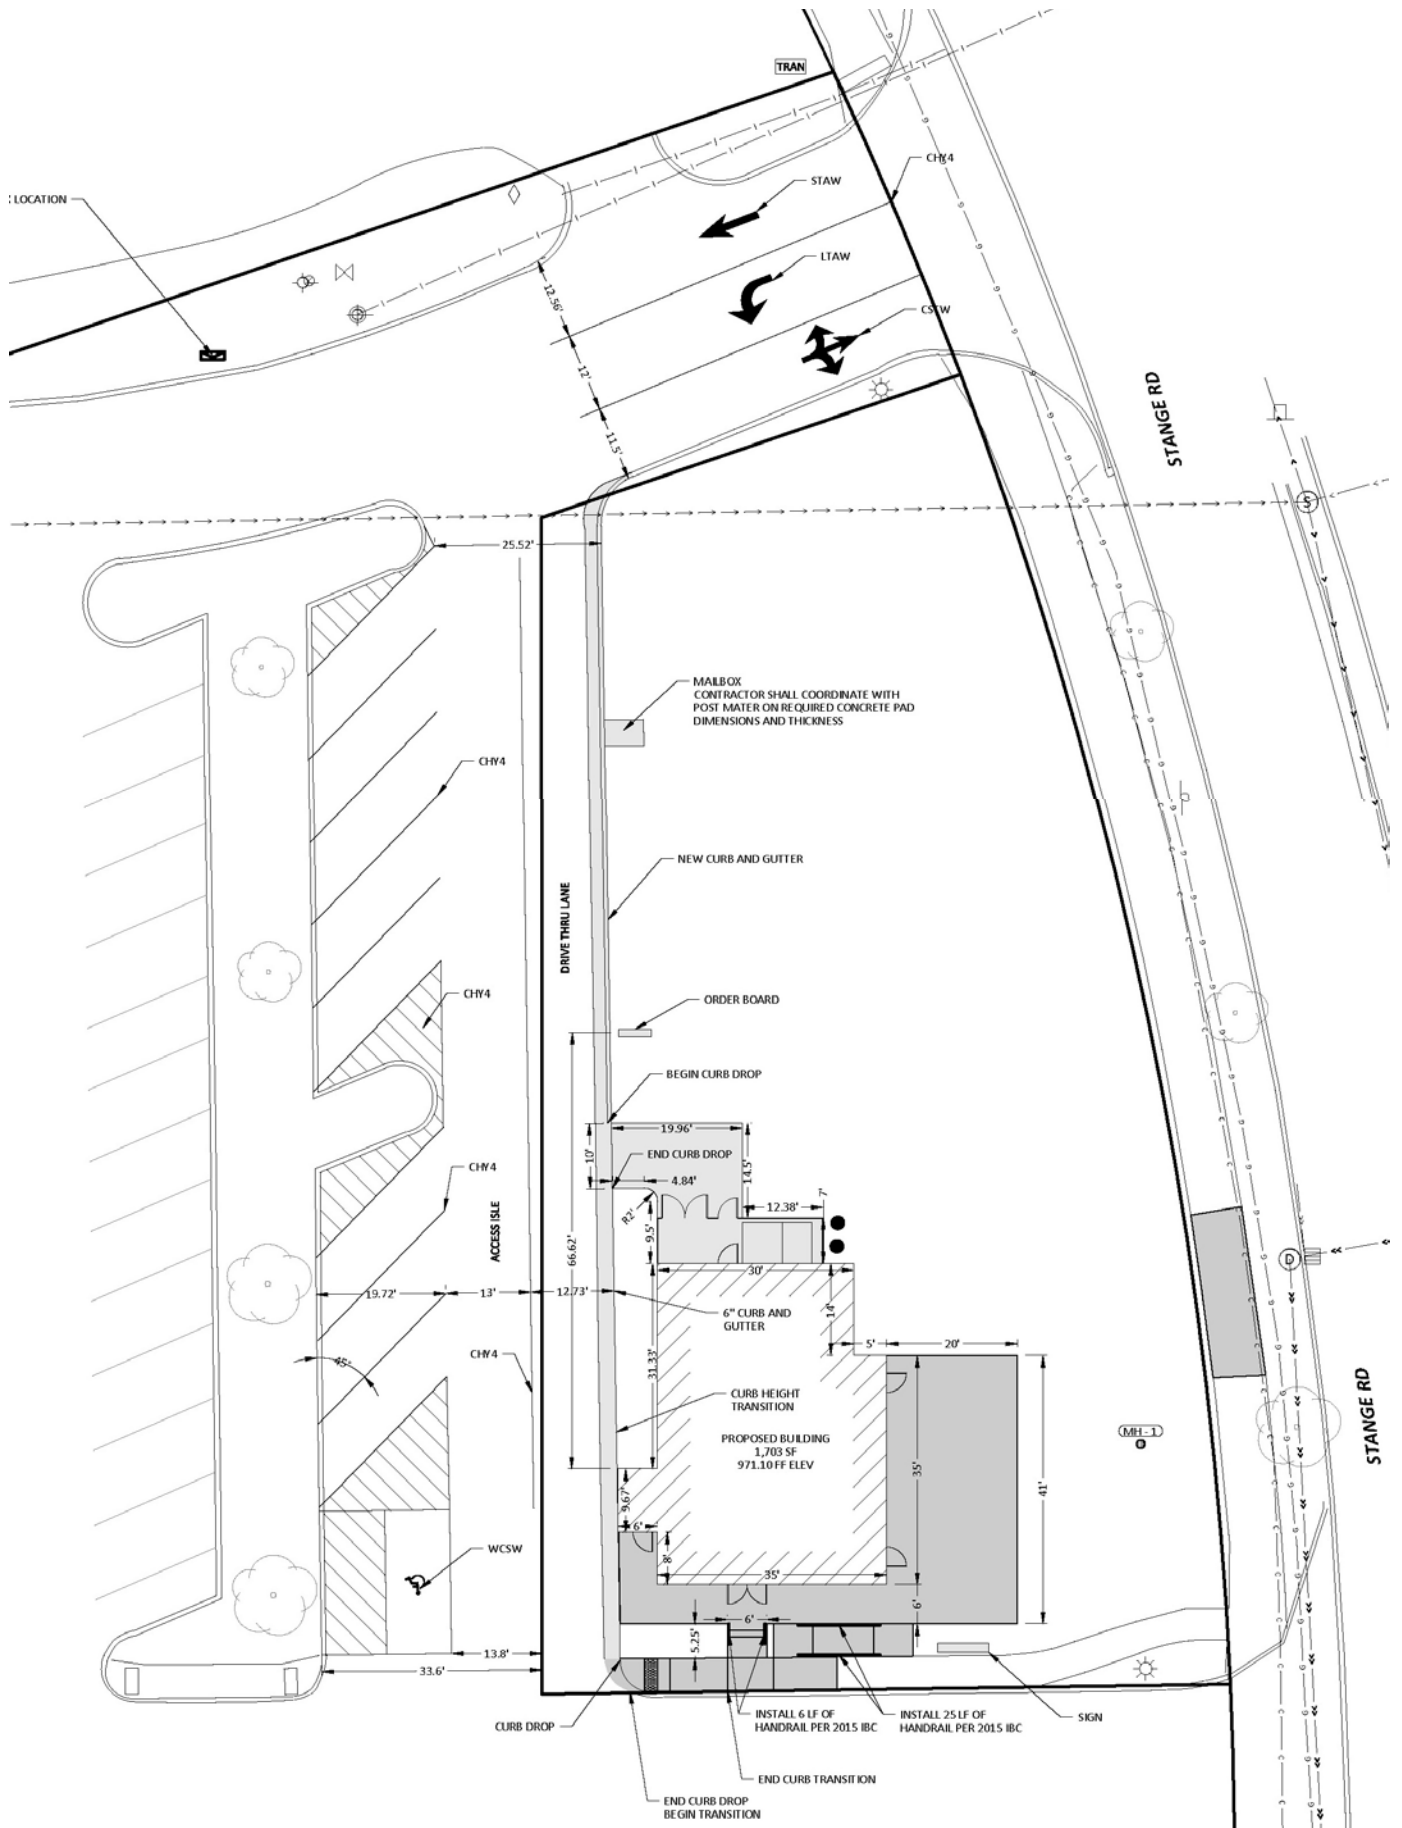 TRAN
CHY4
STAW
: LOCATION
LTAW
12.56'
CSTW
12'
STANGE RD
11.5'
S
25.52'
MAILBOX
CONTRACTOR SHALL COORDINATE WITH
POST MATER ON REQUIRED CONCRETE PAD
DIMENSIONS AND THICKNESS
CHY4
NEW CURB AND GUTTER
DRIVE THRU LANE
CHY4
ORDER BOARD
BEGIN CURB DROP
19.96'
10'
END CURB DROP
14.5'
CHY4
4.84'
7'
12.38'
R2'
9.5'
ACCESS ISLE
66.62'
D
30'
19.72'
13'
12.73'
6" CURB AND
GUTTER
14'
5'
20'
CHY4
45°
31.33'
CURB HEIGHT
TRANSITION
PROPOSED BUILDING
1,703 SF
971.10 FF ELEV
MH - 1
STANGE RD
35'
41'
9.67'
6'
WCSW
8'
35'
6'
6'
5.25'
13.8'
33.6'
CURB DROP
INSTALL 6 LF OF
HANDRAIL PER 2015 IBC
INSTALL 25 LF OF
HANDRAIL PER 2015 IBC
SIGN
END CURB TRANSITION
END CURB DROP
BEGIN TRANSITION